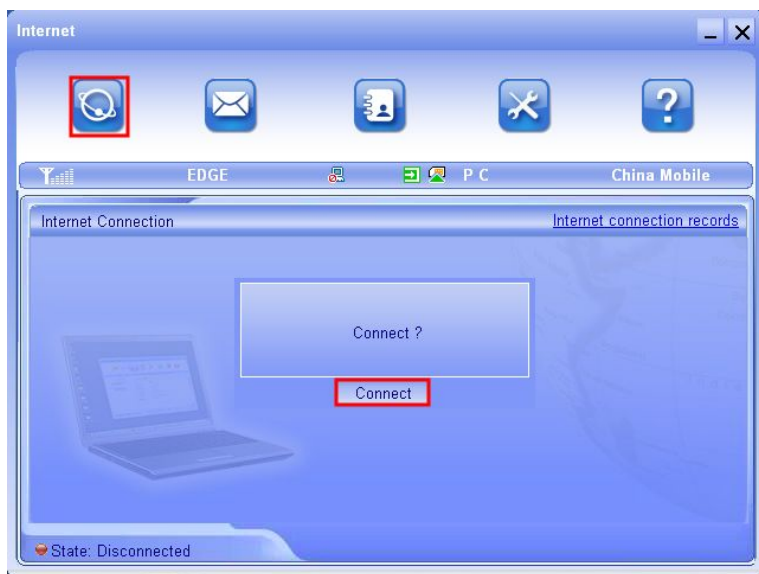 Internet
EDGE P C China Mobile
Internet Connection Internet connection records
Connect ?
Connect
State: Disconnected